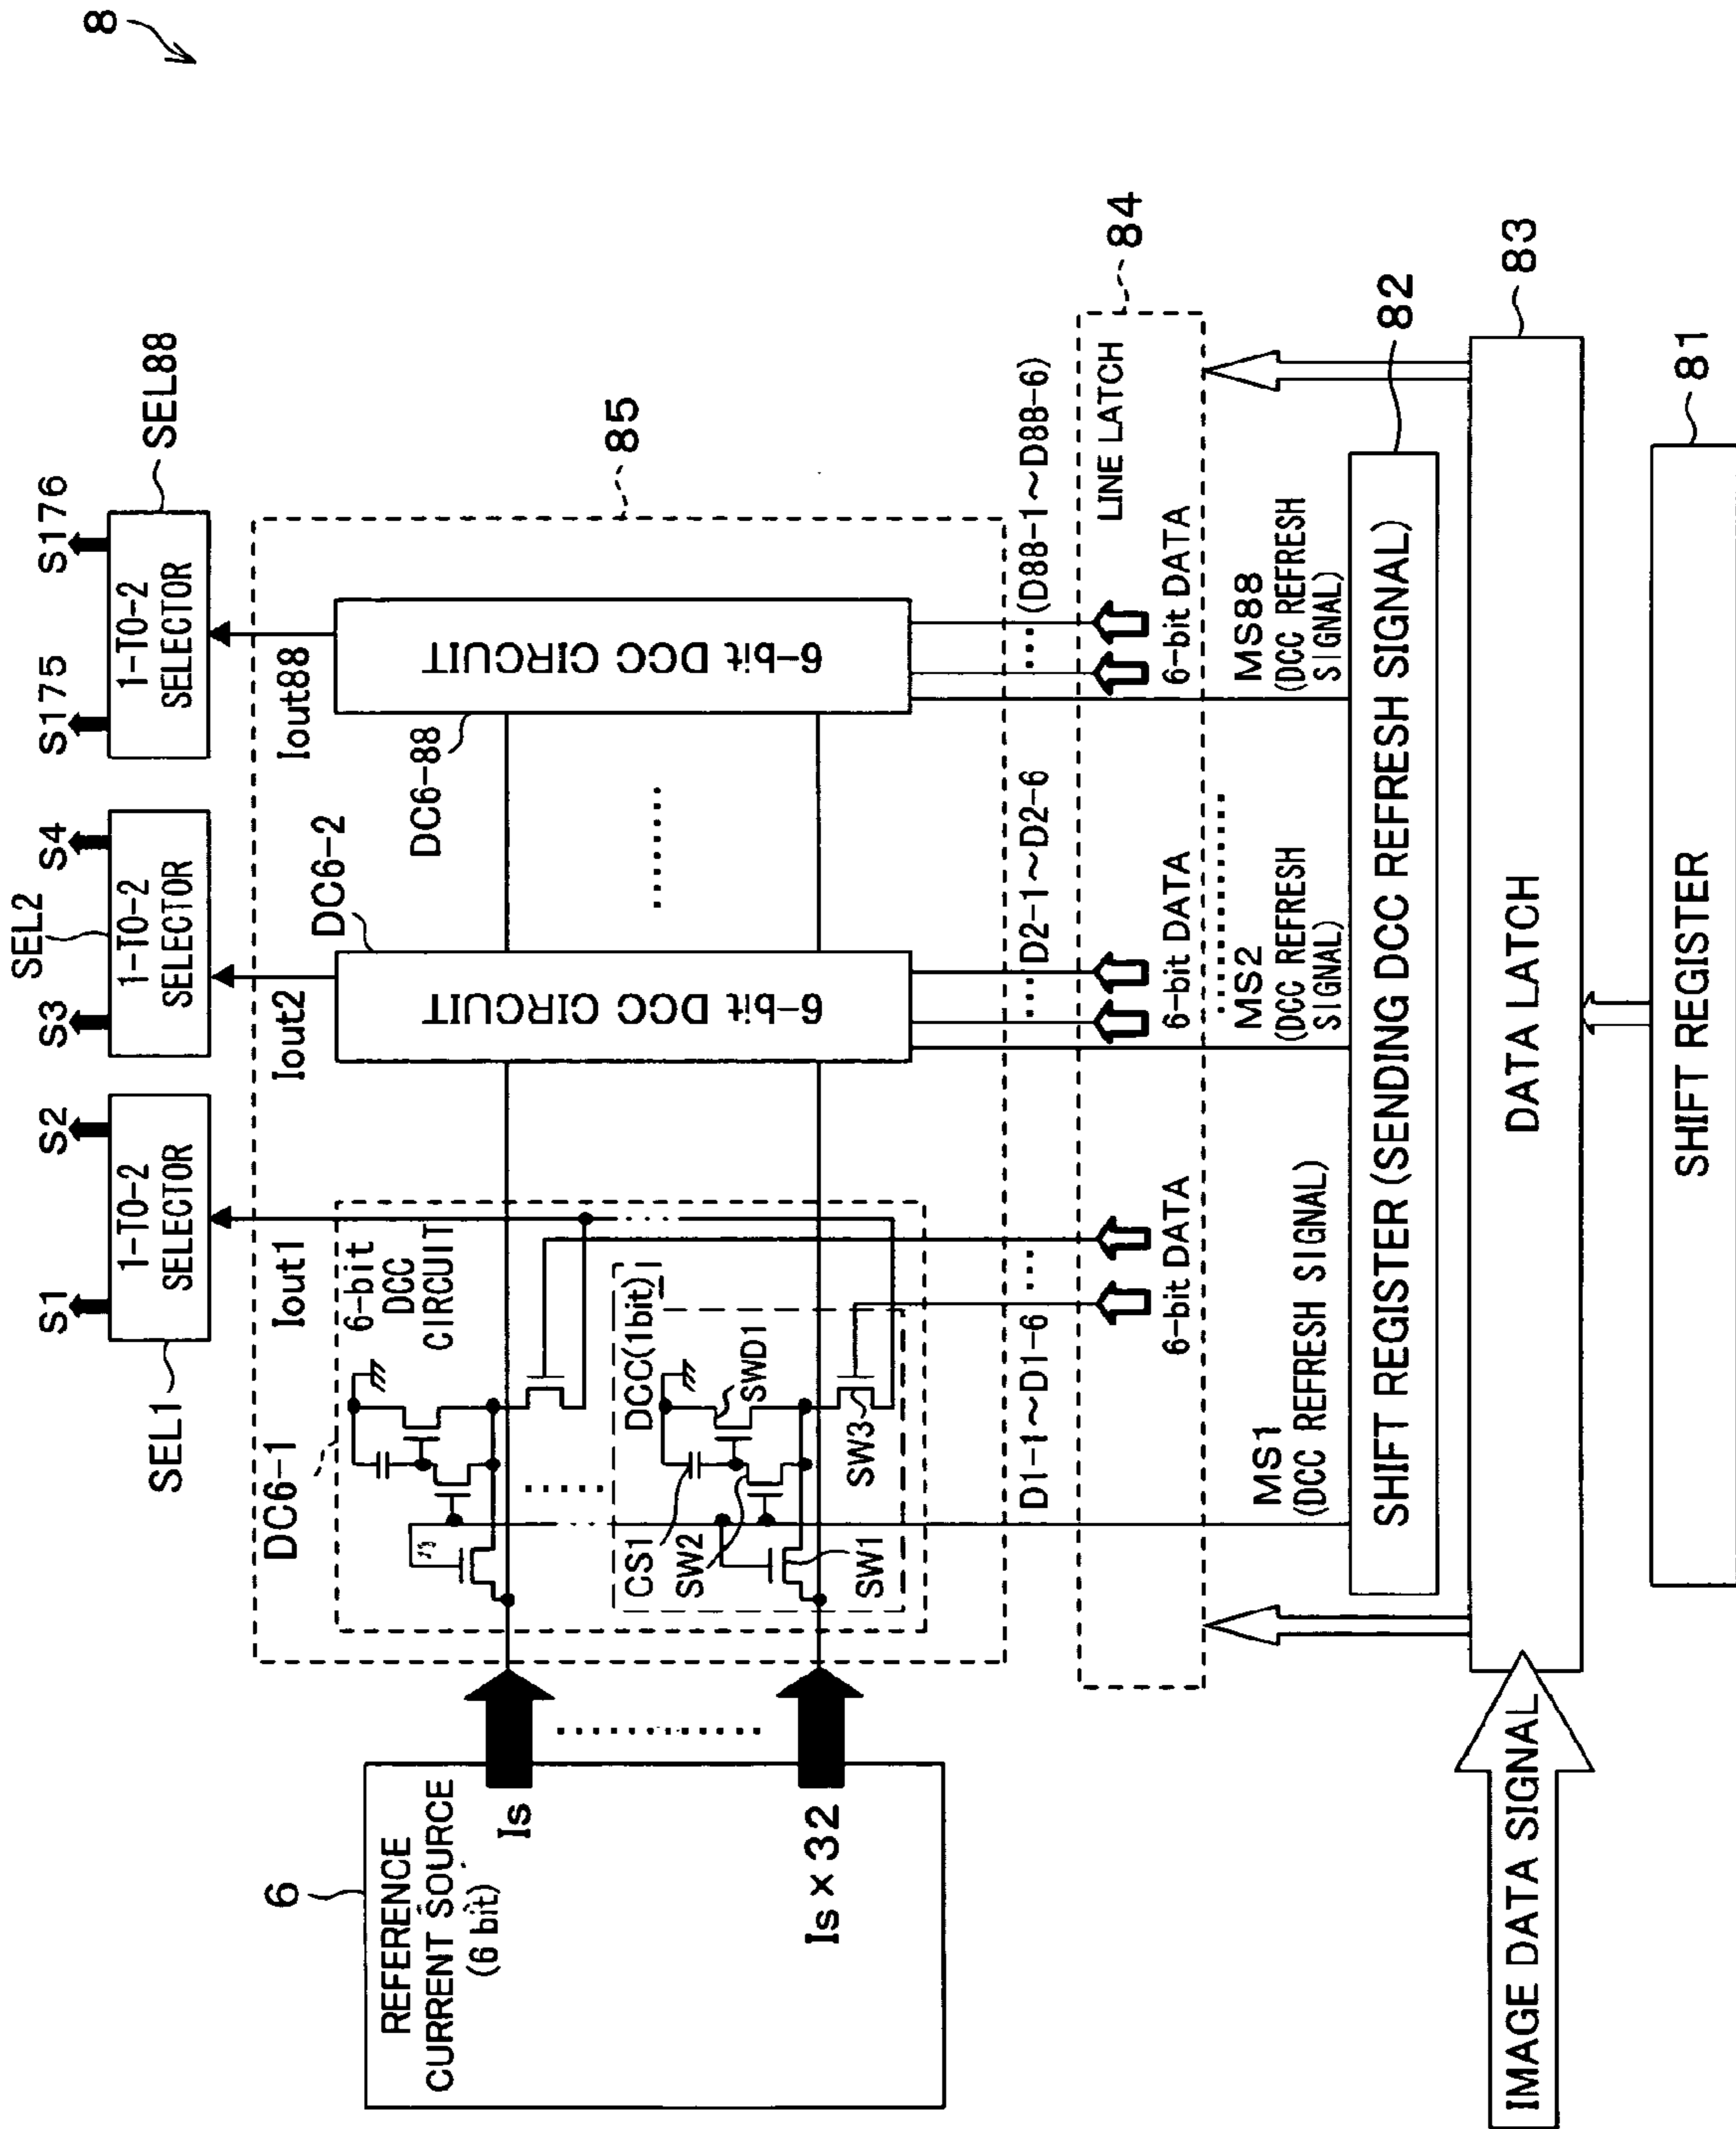 8
S1
S2
SEL2
S3
S4
S175
S176
1-TO-2
SELECTOR
1-TO-2
SELECTOR
1-TO-2
SELECTOR
SEL88
SEL1
Iout1
Iout2
Iout88
DC6-1
6-bit
DCC
CIRCUIT
DC6-2
DC6-88
85
6-bit DCC CIRCUIT
6-bit DCC CIRCUIT
6
REFERENCE
CURRENT SOURCE
(6 bit)
Is
Is×32
DCC(1bit)
CS1
SWD1
SW2
SW3
SW1
D1-1~D1-6
D2-1~D2-6
(D88-1~D88-6)
84
LINE LATCH
6-bit DATA
6-bit DATA
6-bit DATA
MS1
(DCC REFRESH SIGNAL)
MS2
(DCC REFRESH
SIGNAL)
MS88
(DCC REFRESH
SIGNAL)
82
SHIFT REGISTER (SENDING DCC REFRESH SIGNAL)
83
IMAGE DATA SIGNAL
DATA LATCH
81
SHIFT REGISTER